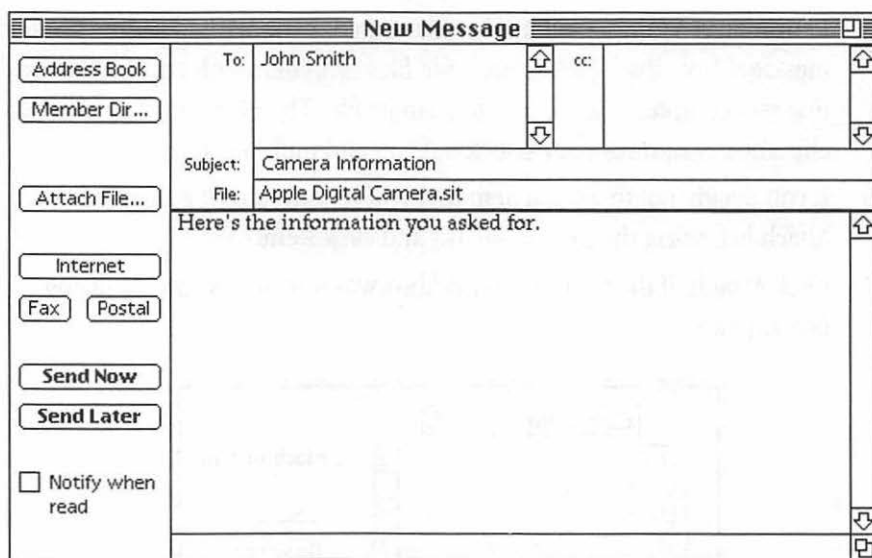 New Message
Address Book
Member Dir...
Attach File...
Internet
Fax Postal
Send Now
Send Later
Notify when
read
To: John Smith
cc:
Subject: Camera Information
File: Apple Digital Camera.sit
Here's the information you asked for.